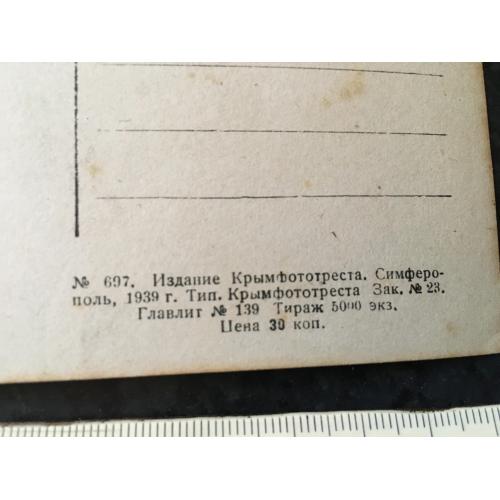 № 697. Издание Крымфототреста. Симферо-
поль, 1939 г. Тип. Крымфототреста Зак. № 23.
Главлит № 139 Тираж 5000 экз.
Цена 30 коп.